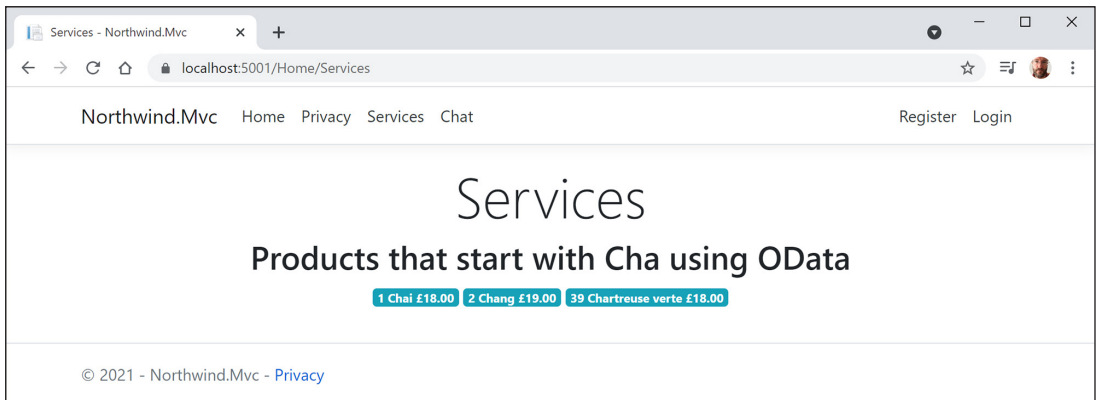 Services - Northwind.Mvc
localhost:5001/Home/Services
Northwind.Mvc Home Privacy Services Chat Register Login
Services
Products that start with Cha using OData
1 Chai £18.00 2 Chang £19.00 39 Chartreuse verte £18.00
© 2021 - Northwind.Mvc - Privacy